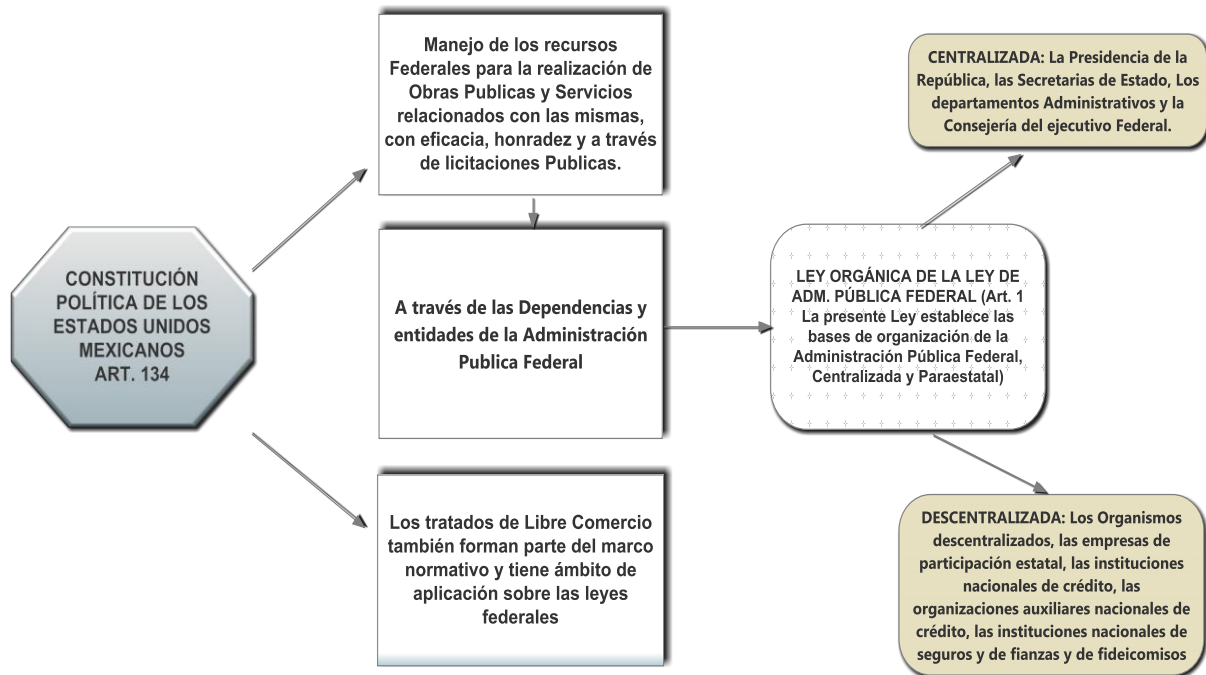 CONSTITUCIÓN
POLÍTICA DE LOS
ESTADOS UNIDOS
MEXICANOS
ART. 134
Manejo de los recursos
Federales para la realización de
Obras Publicas y Servicios
relacionados con las mismas,
con eficacia, honradez y a través
de licitaciones Publicas.
A través de las Dependencias y
entidades de la Administración
Publica Federal
Los tratados de Libre Comercio
también forman parte del marco
normativo y tiene ámbito de
aplicación sobre las leyes
federales
LEY ORGÁNICA DE LA LEY DE
ADM. PÚBLICA FEDERAL (Art. 1
La presente Ley establece las
bases de organización de la
Administración Pública Federal,
Centralizada y Paraestatal)
CENTRALIZADA: La Presidencia de la
República, las Secretarias de Estado, Los
departamentos Administrativos y la
Consejería del ejecutivo Federal.
DESCENTRALIZADA: Los Organismos
descentralizados, las empresas de
participación estatal, las instituciones
nacionales de crédito, las
organizaciones auxiliares nacionales de
crédito, las instituciones nacionales de
seguros y de fianzas y de fideicomisos